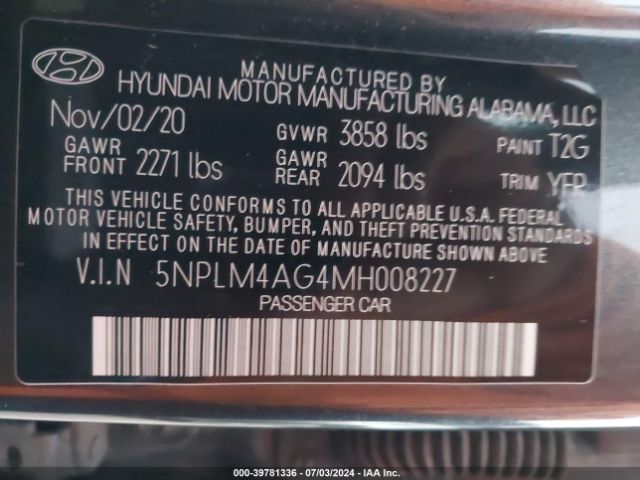 MANUFACTURED BY
HYUNDAI MOTOR MANUFACTURING ALABAMA, LLC
Nov/02/20 GVWR 3858 lbs PAINT T2G
GAWR FRONT 2271 lbs GAWR REAR 2094 lbs TRIM YFR
THIS VEHICLE CONFORMS TO ALL APPLICABLE U.S.A. FEDERAL
MOTOR VEHICLE SAFETY, BUMPER, AND THEFT PREVENTION STANDARDS
IN EFFECT ON THE DATE OF MANUFACTURE SHOWN ABOVE.
V.I.N 5NPLM4AG4MH008227
PASSENGER CAR
000-39781336 - 07/03/2024 - IAA Inc.